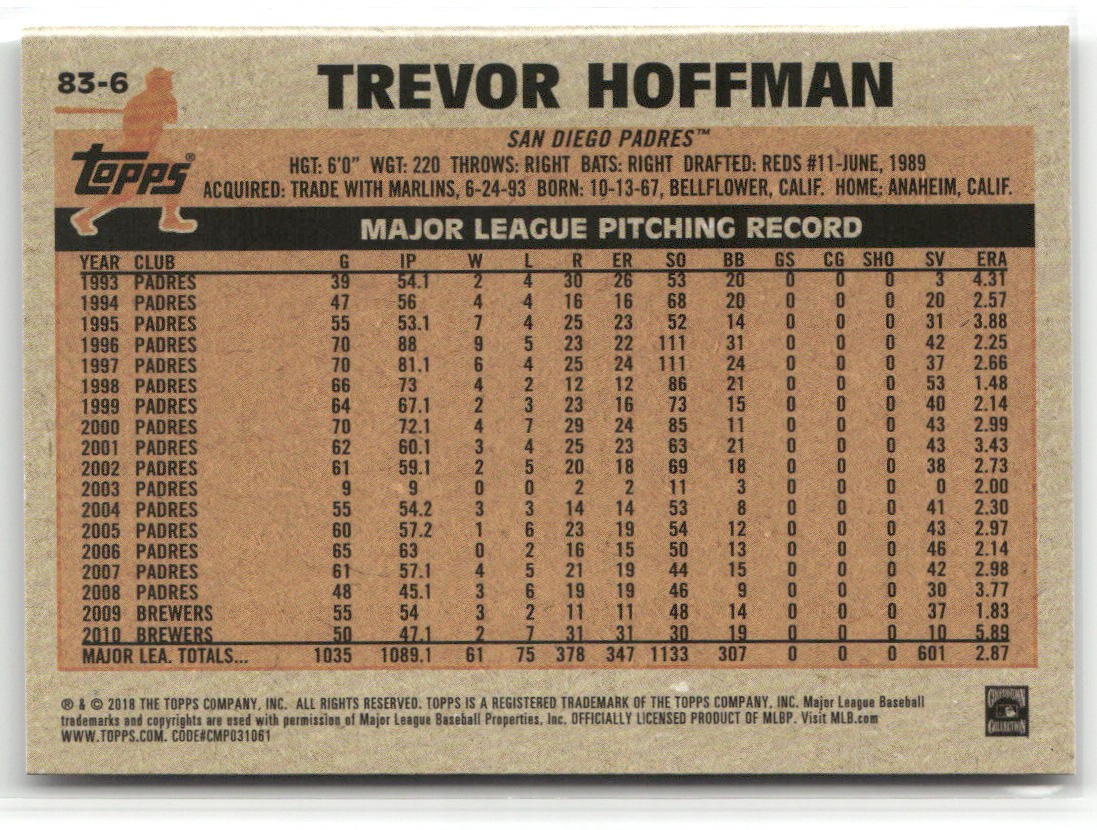 83-6
TREVOR HOFFMAN
Topps®
SAN DIEGO PADRES™
HGT: 6'0" WGT: 220 THROWS: RIGHT BATS: RIGHT DRAFTED: REDS #11-JUNE, 1989
ACQUIRED: TRADE WITH MARLINS, 6-24-93 BORN: 10-13-67, BELLFLOWER, CALIF. HOME: ANAHEIM, CALIF.
MAJOR LEAGUE PITCHING RECORD
YEAR CLUB G IP W L R ER SO BB GS CG SHO SV ERA
1993 PADRES 39 54.1 2 4 30 26 53 20 0 0 0 3 4.31
1994 PADRES 47 56 4 4 16 16 68 20 0 0 0 20 2.57
1995 PADRES 55 53.1 7 4 25 23 52 14 0 0 0 31 3.88
1996 PADRES 70 88 9 5 23 22 111 31 0 0 0 42 2.25
1997 PADRES 70 81.1 6 4 25 24 111 24 0 0 0 37 2.66
1998 PADRES 66 73 4 2 12 12 86 21 0 0 0 53 1.48
1999 PADRES 64 67.1 2 3 23 16 73 15 0 0 0 40 2.14
2000 PADRES 70 72.1 4 7 29 24 85 11 0 0 0 43 2.99
2001 PADRES 62 60.1 3 4 25 23 63 21 0 0 0 43 3.43
2002 PADRES 61 59.1 2 5 20 18 69 18 0 0 0 38 2.73
2003 PADRES 9 9 0 0 2 2 11 3 0 0 0 0 2.00
2004 PADRES 55 54.2 3 3 14 14 53 8 0 0 0 41 2.30
2005 PADRES 60 57.2 1 6 23 19 54 12 0 0 0 43 2.97
2006 PADRES 65 63 0 2 16 15 50 13 0 0 0 46 2.14
2007 PADRES 61 57.1 4 5 21 19 44 15 0 0 0 42 2.98
2008 PADRES 48 45.1 3 6 19 19 46 9 0 0 0 30 3.77
2009 BREWERS 55 54 3 2 11 11 48 14 0 0 0 37 1.83
2010 BREWERS 50 47.1 2 7 31 31 30 19 0 0 0 10 5.89
MAJOR LEA. TOTALS... 1035 1089.1 61 75 378 347 1133 307 0 0 0 601 2.87
® & © 2018 THE TOPPS COMPANY, INC. ALL RIGHTS RESERVED. TOPPS IS A REGISTERED TRADEMARK OF THE TOPPS COMPANY, INC. Major League Baseball
trademarks and copyrights are used with permission of Major League Baseball Properties, Inc. OFFICIALLY LICENSED PRODUCT OF MLBP. Visit MLB.com
WWW.TOPPS.COM. CODE#CMP031061
COOPERSTOWN
COLLECTION